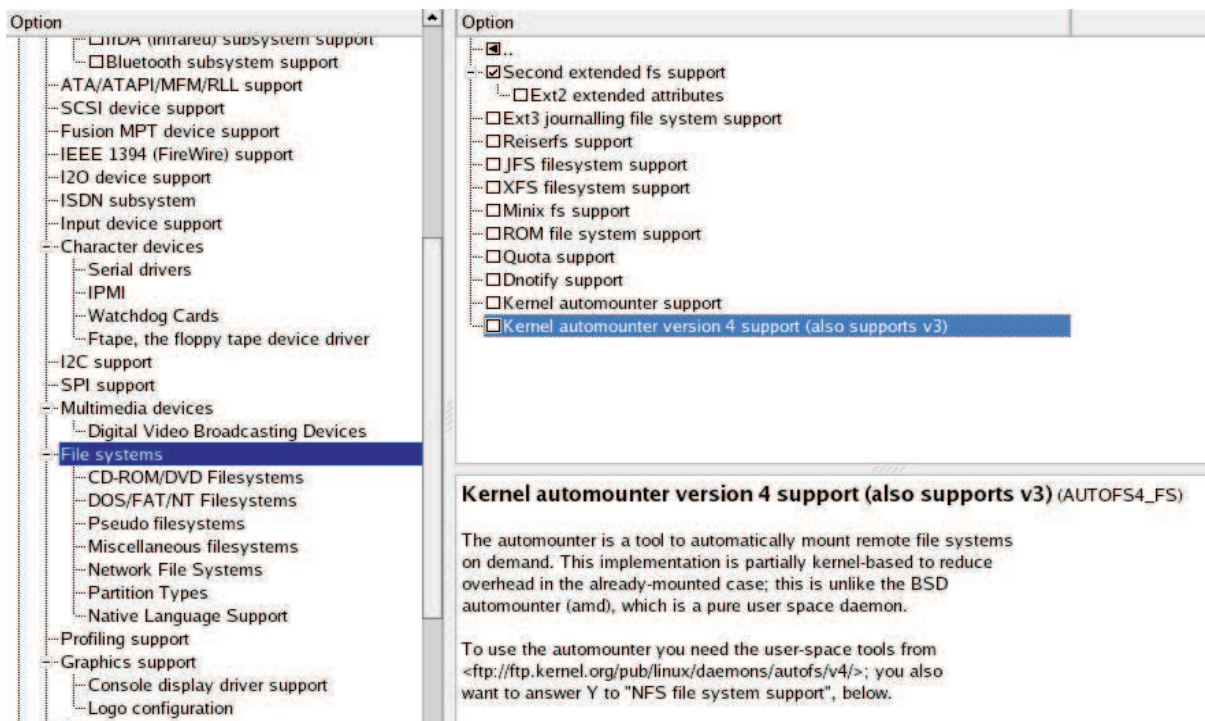 Option
IrDA (infrared) subsystem support
Bluetooth subsystem support
ATA/ATAPI/MFM/RLL support
SCSI device support
Fusion MPT device support
IEEE 1394 (FireWire) support
I2O device support
ISDN subsystem
Input device support
Character devices
Serial drivers
IPMI
Watchdog Cards
Ftape, the floppy tape device driver
I2C support
SPI support
Multimedia devices
Digital Video Broadcasting Devices
File systems
CD-ROM/DVD Filesystems
DOS/FAT/NT Filesystems
Pseudo filesystems
Miscellaneous filesystems
Network File Systems
Partition Types
Native Language Support
Profiling support
Graphics support
Console display driver support
Logo configuration
Option
..
Second extended fs support
Ext2 extended attributes
Ext3 journalling file system support
Reiserfs support
JFS filesystem support
XFS filesystem support
Minix fs support
ROM file system support
Quota support
Dnotify support
Kernel automounter support
Kernel automounter version 4 support (also supports v3)
Kernel automounter version 4 support (also supports v3) (AUTOFS4_FS)
The automounter is a tool to automatically mount remote file systems
on demand. This implementation is partially kernel-based to reduce
overhead in the already-mounted case; this is unlike the BSD
automounter (amd), which is a pure user space daemon.
To use the automounter you need the user-space tools from
<ftp://ftp.kernel.org/pub/linux/daemons/autofs/v4/>; you also
want to answer Y to "NFS file system support", below.